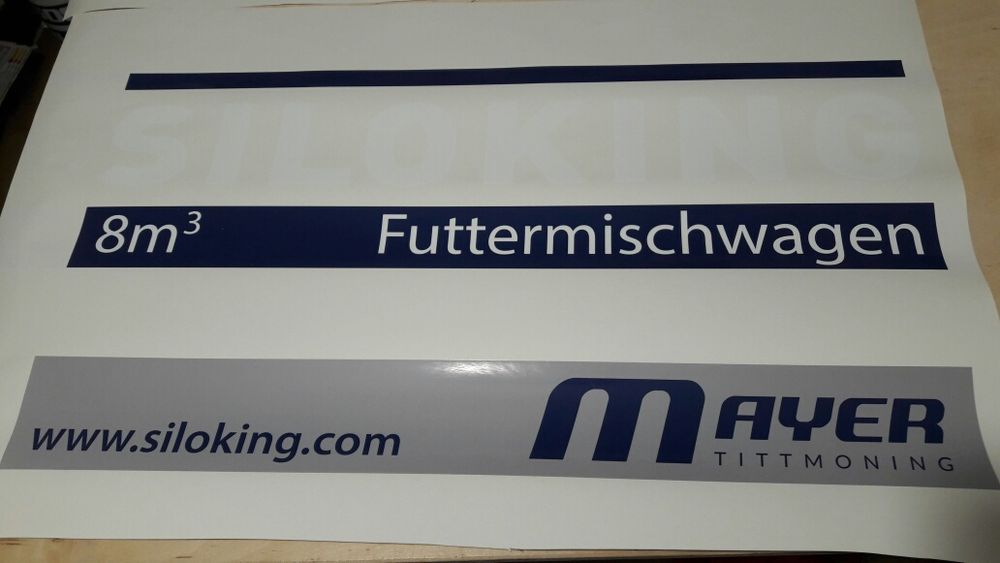 SILOKING
8m³ Futtermischwagen
www.siloking.com
MAYER
TITTMONING